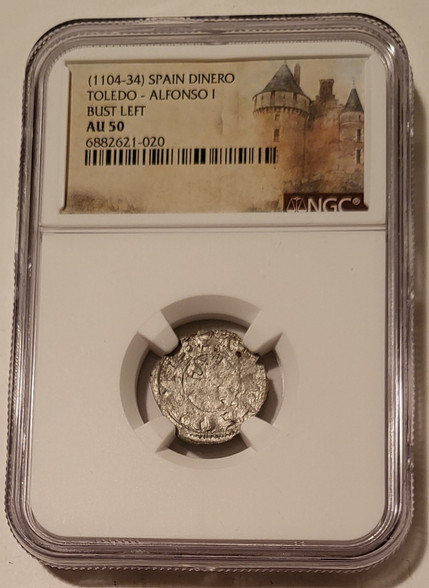 (1104-34) SPAIN DINERO
TOLEDO - ALFONSO I
BUST LEFT
AU 50
6882621-020
NGC®